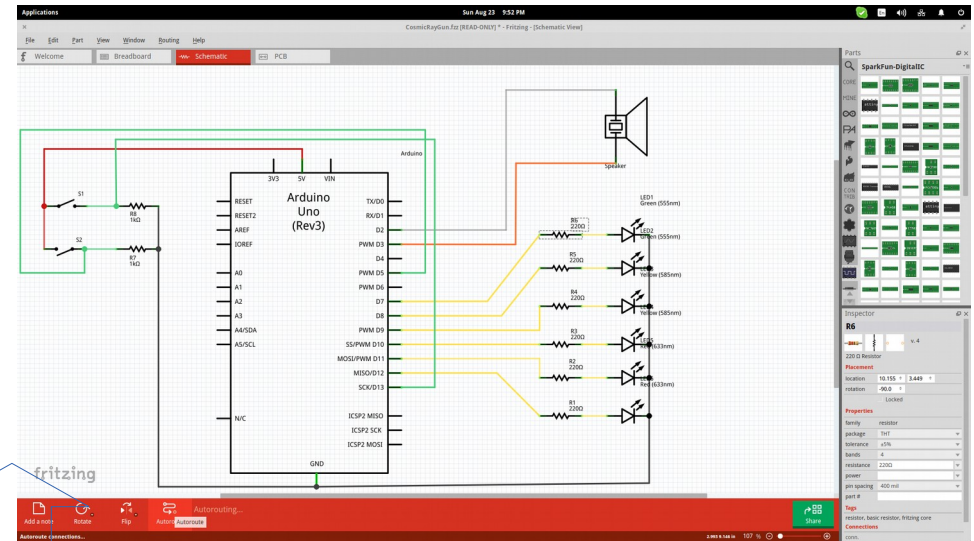 Applications
Sun Aug 23 9:52 PM
CosmicRayGun.fzz [READ-ONLY] * - Fritzing - [Schematic View]
File Edit Part View Window Routing Help
Welcome
Breadboard
Schematic
PCB
Arduino
3V3 5V VIN
Arduino
Uno
(Rev3)
RESET
RESET2
AREF
IOREF
A0
A1
A2
A3
A4/SDA
A5/SCL
N/C
TX/D0
RX/D1
D2
PWM D3
D4
PWM D5
PWM D6
D7
D8
PWM D9
SS/PWM D10
MOSI/PWM D11
MISO/D12
SCK/D13
ICSP2 MISO
ICSP2 SCK
ICSP2 MOSI
GND
S1
S2
R8
1kΩ
R7
1kΩ
Speaker
R6
220Ω
R5
220Ω
R4
220Ω
R3
220Ω
R2
220Ω
R1
220Ω
LED1
Green (555nm)
LED2
Green (555nm)
Yellow (585nm)
Yellow (585nm)
LED5
Red (633nm)
Red (633nm)
fritzing
Add a note
Rotate
Flip
Autoroute
Autorouting...
Share
Autoroute connections...
107 %
Parts
SparkFun-DigitalIC
CORE
MINE
CON
TRIB
Inspector
R6
v. 4
220 Ω Resistor
Placement
location 10.155 3.449
rotation -90.0
Locked
Properties
family resistor
package THT
tolerance ±5%
bands 4
resistance 220Ω
power
pin spacing 400 mil
part #
Tags
resistor, basic resistor, fritzing core
Connections
conn.